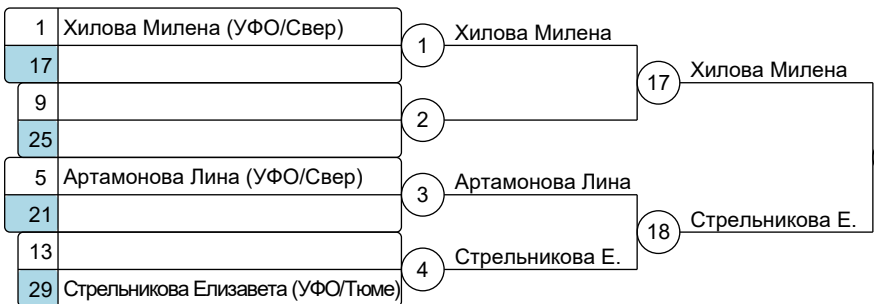 1 Хилова Милена (УФО/Свер)
17
1 Хилова Милена
9
25
2
17 Хилова Милена
5 Артамонова Лина (УФО/Свер)
21
3 Артамонова Лина
13
29 Стрельникова Елизавета (УФО/Тюме)
4 Стрельникова Е.
18 Стрельникова Е.